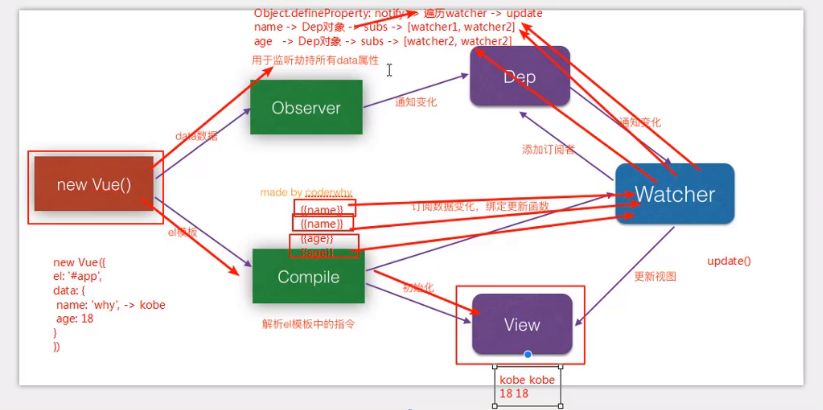 Object.defineProperty: notify -> 遍历watcher -> update
name -> Dep对象 -> subs -> [watcher1, watcher2]
age -> Dep对象 -> subs -> [watcher2, watcher2]
用于监听劫持所有data属性
Observer
Dep
通知变化
通知变化
data数据
添加订阅者
new Vue()
Watcher
made by coderwhy
{{name}}
{{name}}
{{age}}
{{age}}
订阅数据变化，绑定更新函数
el模板
Compile
new Vue({
el: '#app',
data: {
name: 'why', -> kobe
age: 18
}
})
初始化
更新视图
update()
解析el模板中的指令
View
kobe kobe
18 18